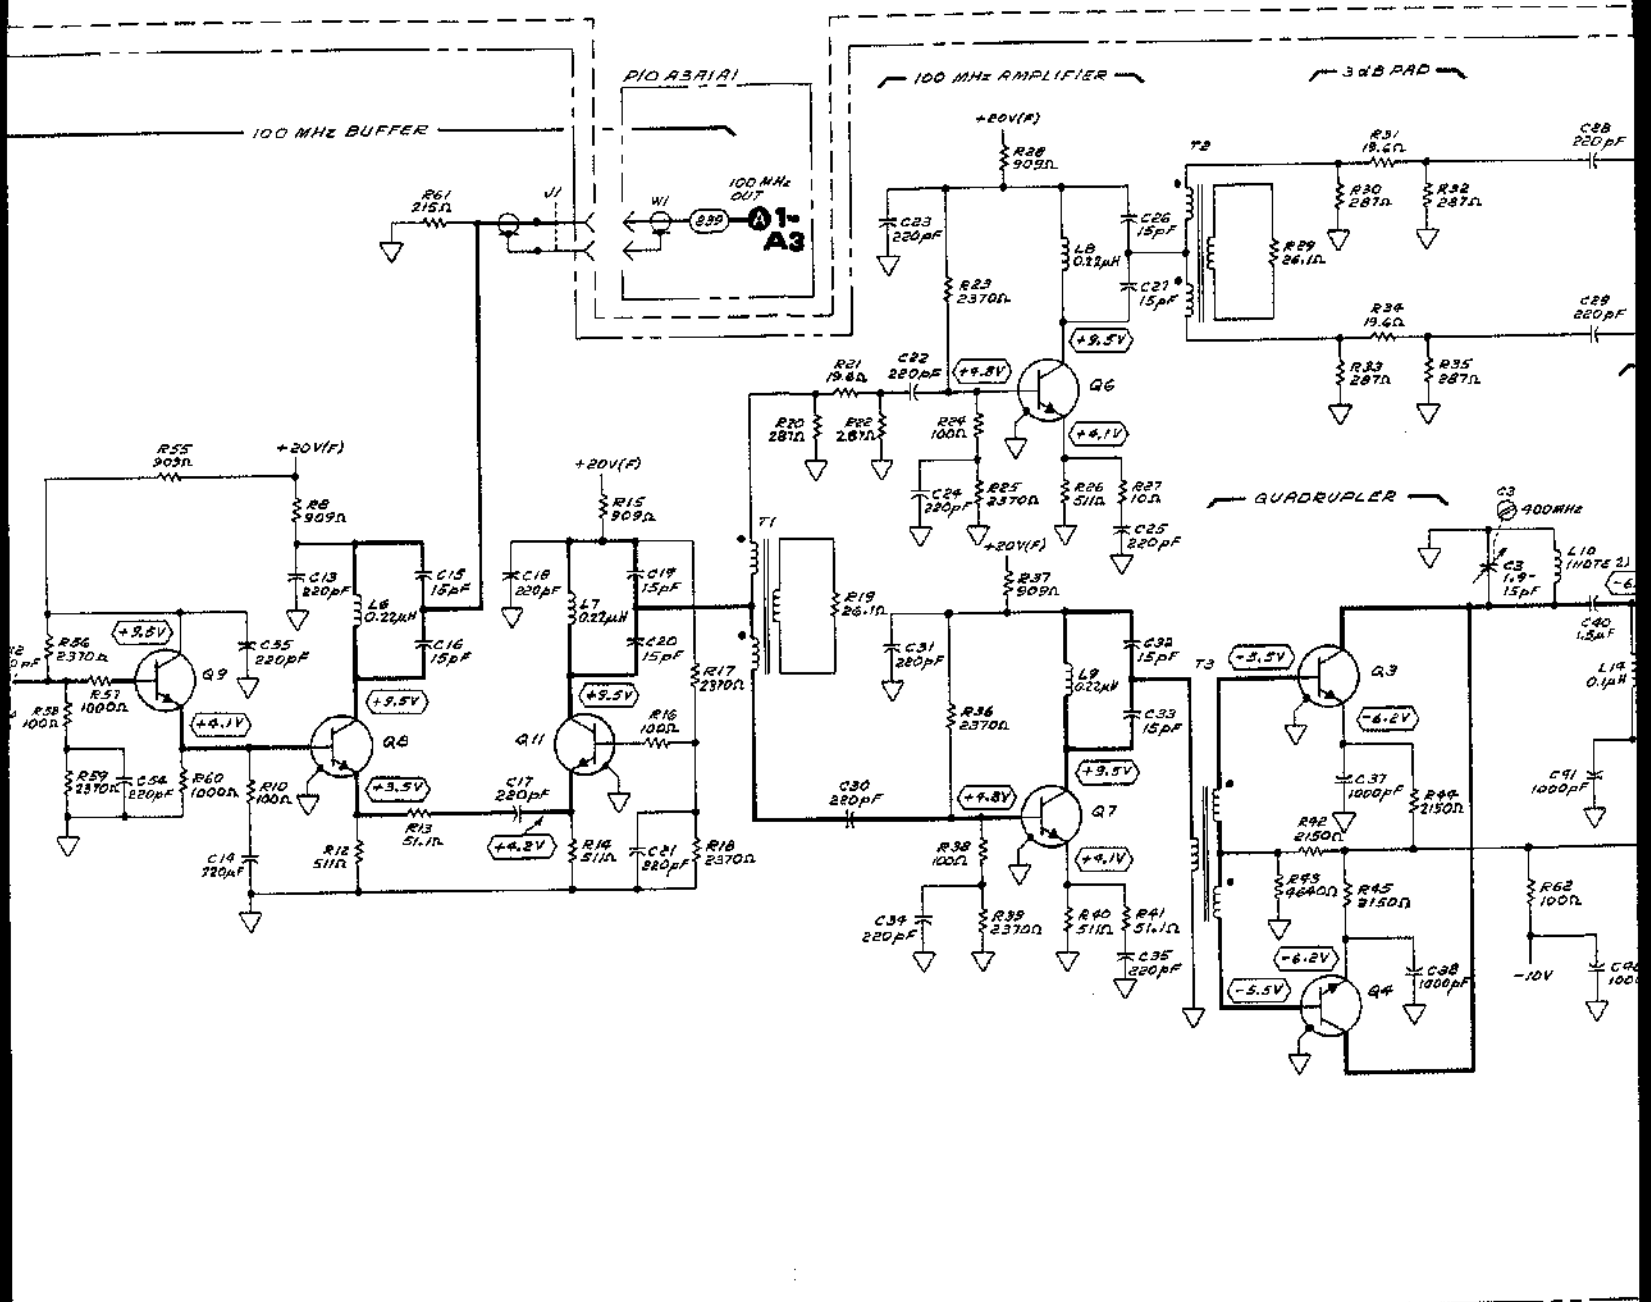 P/O A3A1A1
100 MHz AMPLIFIER
3 dB PAD
100 MHz BUFFER
+20V(F)
R28
909Ω
T2
R31
19.6Ω
C28
220pF
R61
215Ω
J1
W1
100 MHz
OUT
239
A 1-
A3
C23
220pF
C26
15pF
R30
287Ω
R32
287Ω
L8
0.22µH
R29
26.1Ω
R23
2370Ω
C27
15pF
R34
19.6Ω
C29
220pF
+9.5V
R21
19.6Ω
C22
220pF
+4.8V
Q6
R33
287Ω
R35
287Ω
R20
287Ω
R22
287Ω
R24
100Ω
+4.1V
R55
909Ω
+20V(F)
+20V(F)
R8
909Ω
R15
909Ω
T1
C24
220pF
R25
2370Ω
R26
511Ω
R27
10Ω
C25
220pF
QUADRUPLER
C3
400MHz
+20V(F)
R37
909Ω
C3
1.9-
15pF
L10
(NOTE 2)
-6.
C13
220pF
C15
15pF
C18
220pF
C19
15pF
L6
0.22µH
L7
0.22µH
R19
26.1Ω
C16
15pF
C20
15pF
C40
1.5µF
R56
2370Ω
+9.5V
C55
220pF
C31
220pF
C32
15pF
T3
-5.5V
Q3
L14
0.1µH
Q9
R57
1000Ω
R58
100Ω
+4.1V
+9.5V
+9.5V
R17
2370Ω
L9
0.22µH
R36
2370Ω
C33
15pF
-6.2V
Q8
Q11
R16
100Ω
+9.5V
R59
2370Ω
C54
220pF
R60
1000Ω
R10
100Ω
+3.5V
C17
220pF
C30
220pF
+4.8V
Q7
C37
1000pF
R44
2150Ω
C41
1000pF
R13
51.1Ω
+4.2V
R42
2150Ω
C14
220pF
R12
511Ω
R14
511Ω
C21
220pF
R18
2370Ω
R38
100Ω
+4.1V
R43
4640Ω
R45
2150Ω
R62
100Ω
C34
220pF
R39
2370Ω
R40
511Ω
R41
51.1Ω
C35
220pF
-6.2V
C38
1000pF
-10V
-5.5V
Q4